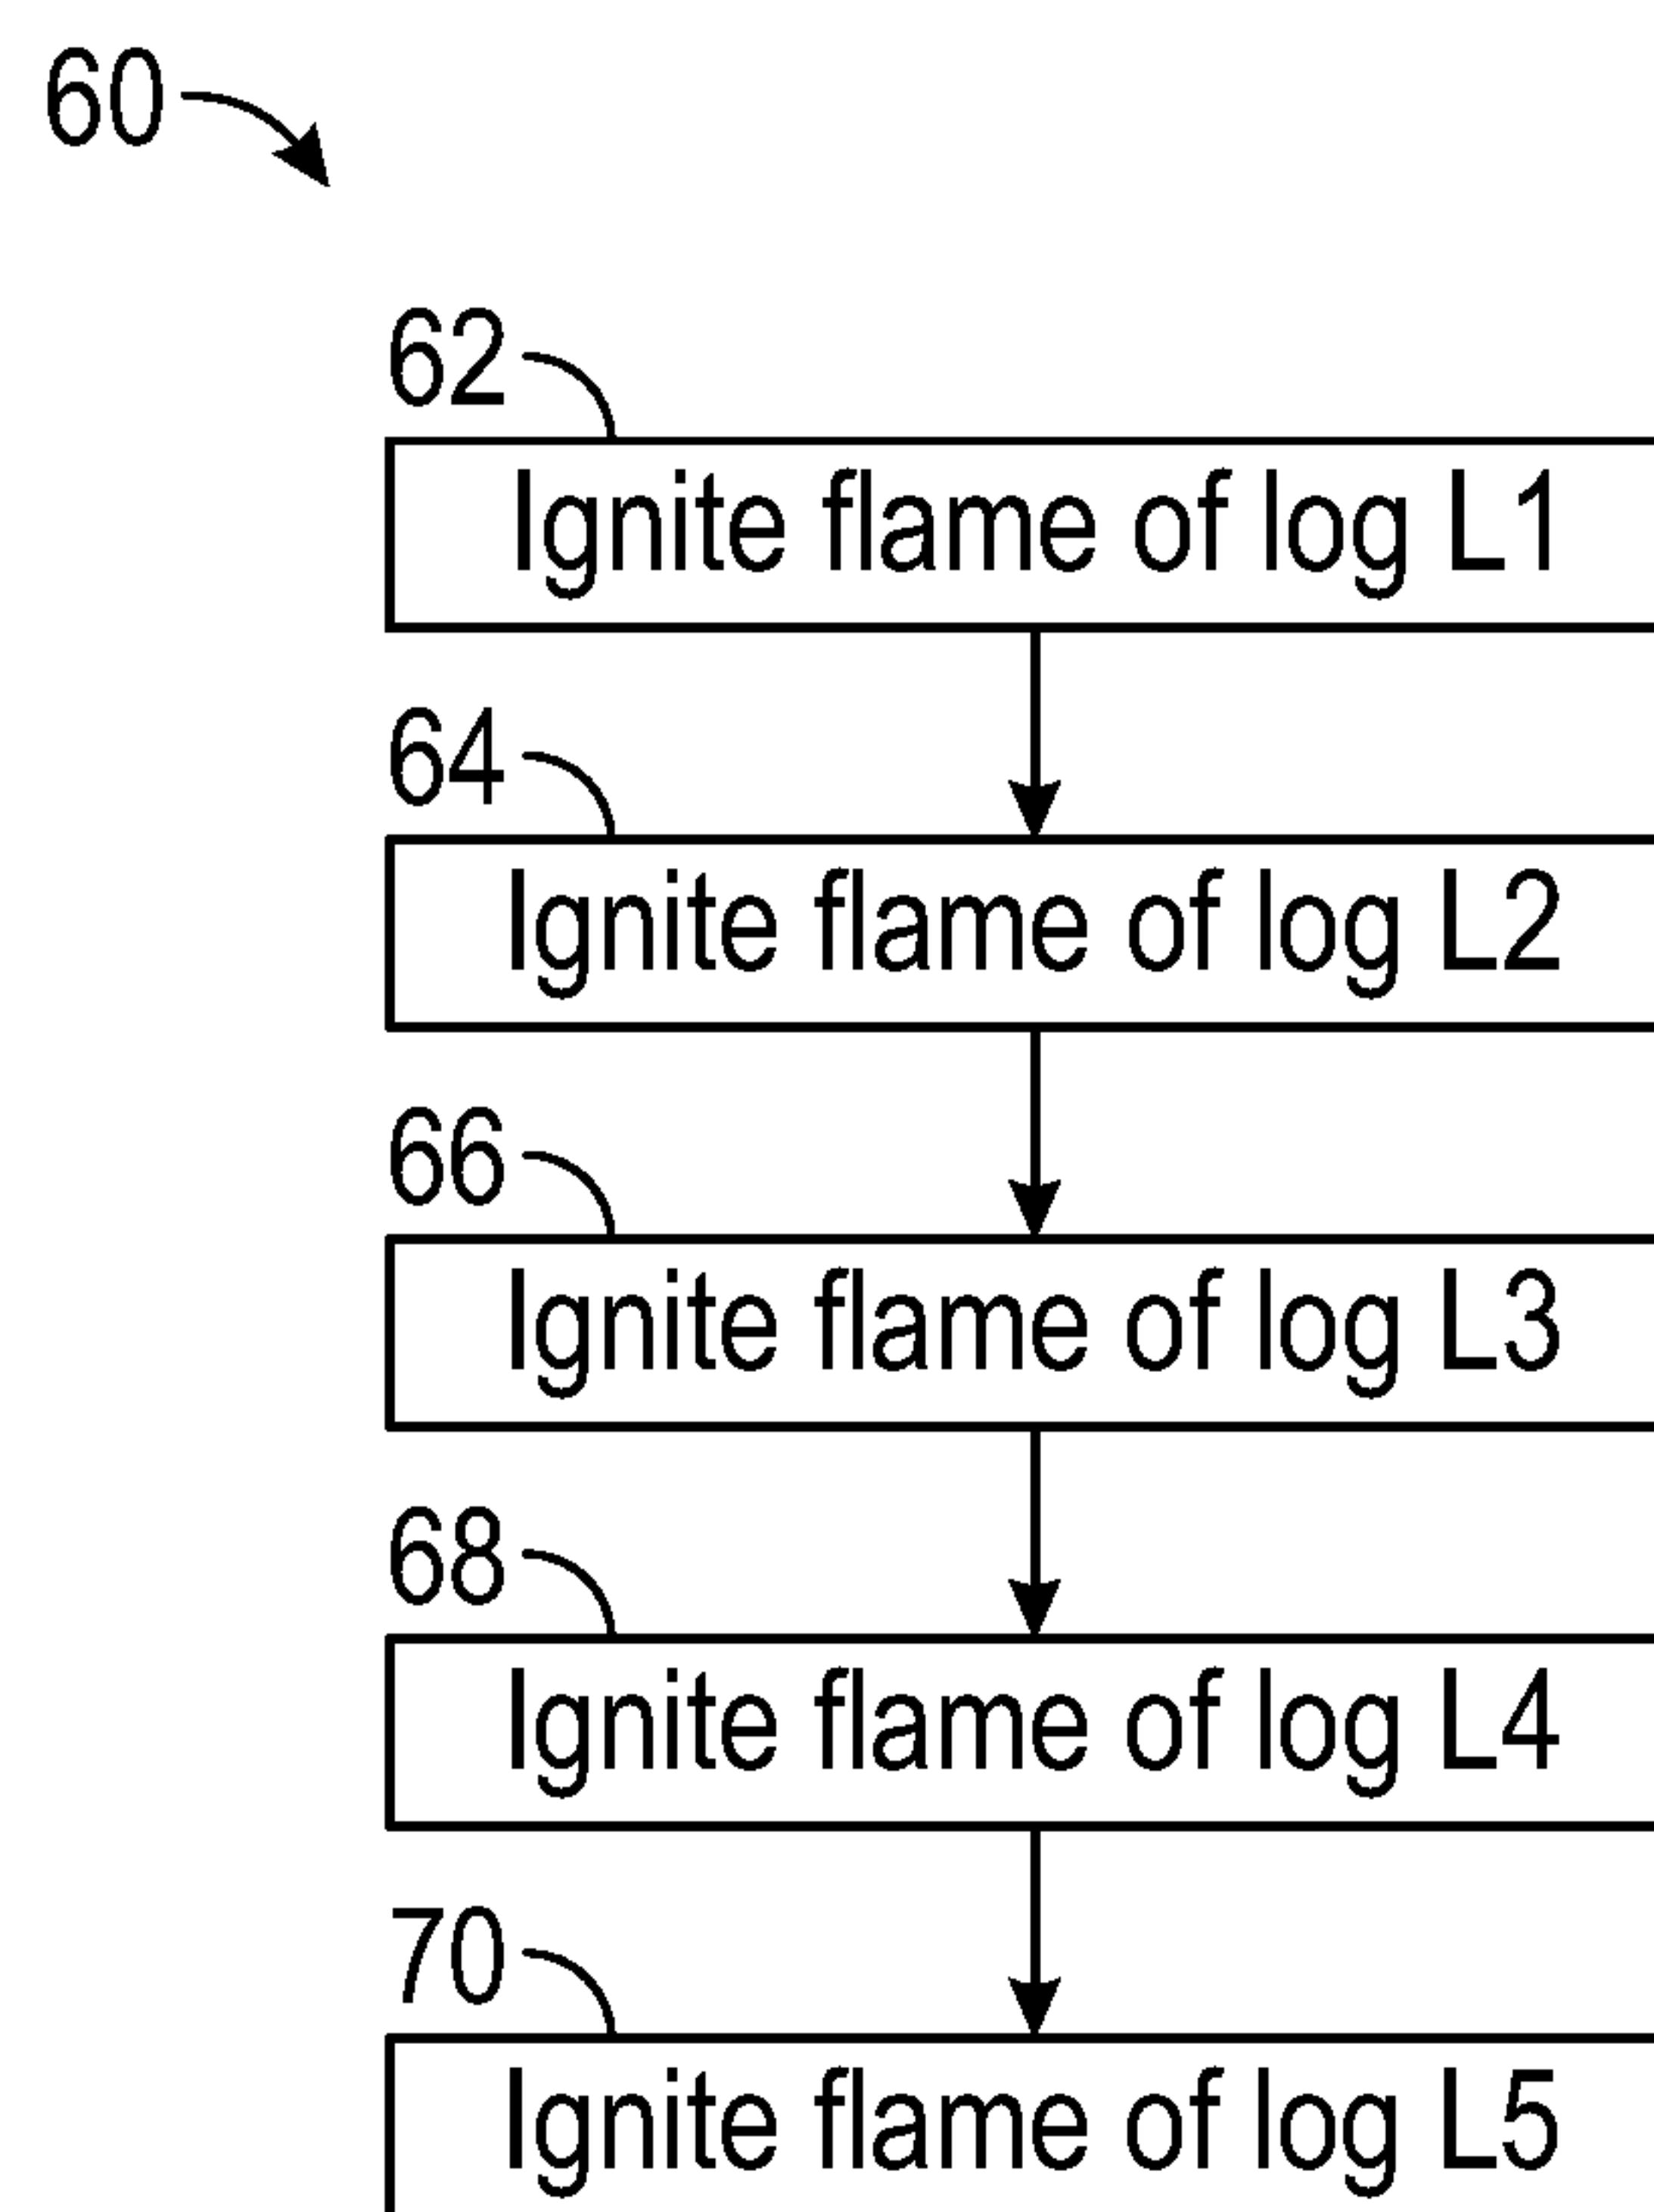 60
62
Ignite flame of log L1
64
Ignite flame of log L2
66
Ignite flame of log L3
68
Ignite flame of log L4
70
Ignite flame of log L5